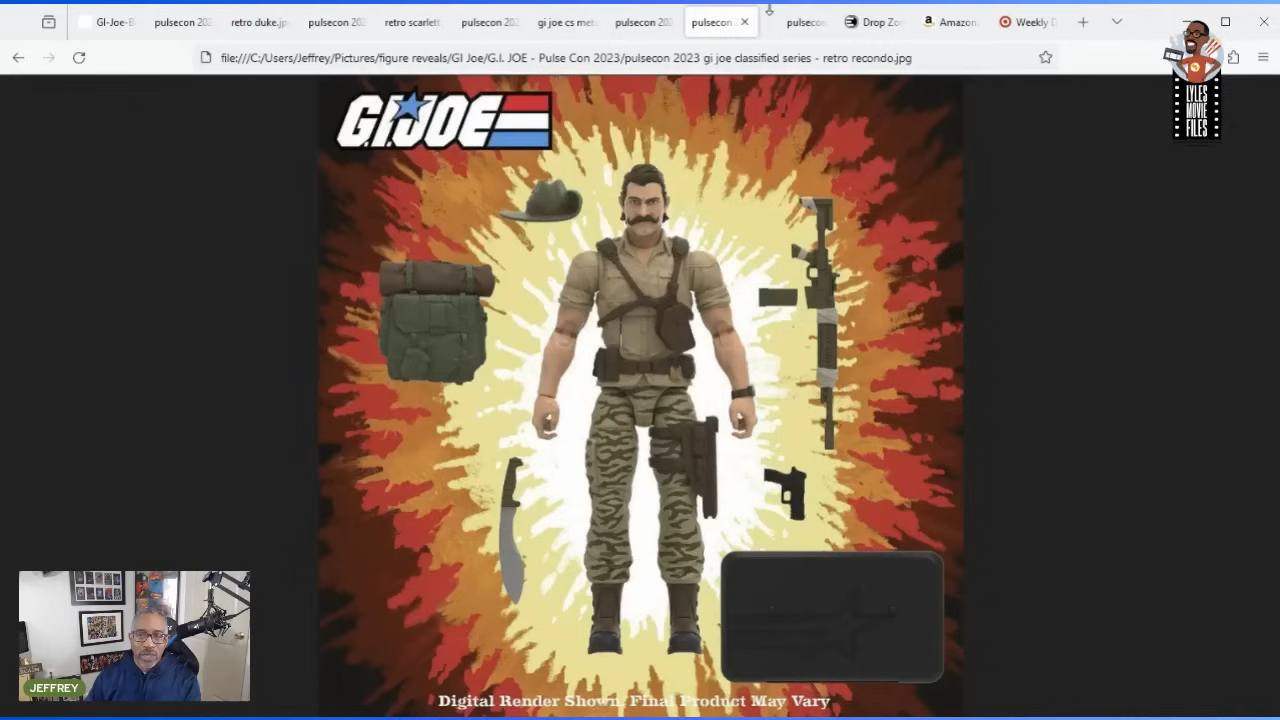 GI-Joe-B
pulsecon 202
retro duke.jp
pulsecon 202
retro scarlett
pulsecon 202
gi joe cs met
pulsecon 202
pulsecon
pulsecon
Drop Zo
Amazon
Weekly D
file:///C:/Users/Jeffrey/Pictures/figure reveals/GI Joe/G.I. JOE - Pulse Con 2023/pulsecon 2023 gi joe classified series - retro recondo.jpg
LYLES
MOVIE
FILES
G.I.JOE
JEFFREY
Digital Render Shown, Final Product May Vary